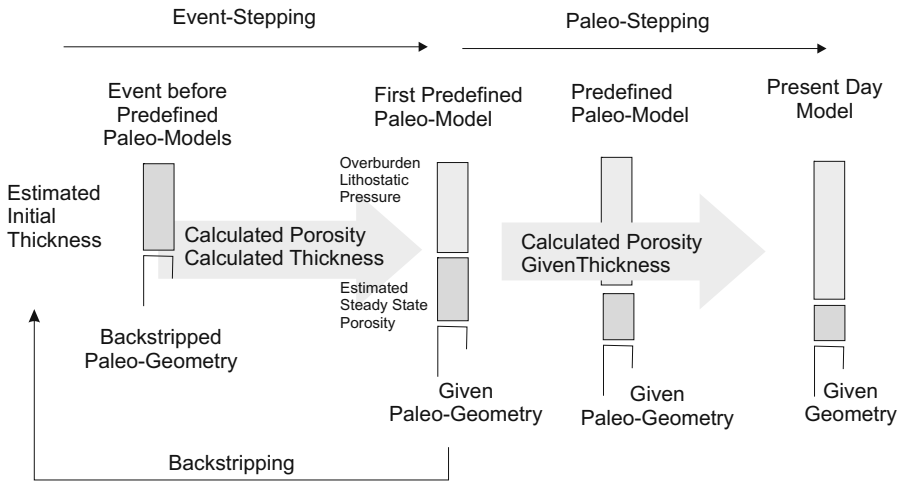 Event-Stepping
Paleo-Stepping
Event before
Predefined
Paleo-Models
First Predefined
Paleo-Model
Predefined
Paleo-Model
Present Day
Model
Estimated
Initial
Thickness
Overburden
Lithostatic
Pressure
Calculated Porosity
Calculated Thickness
Calculated Porosity
GivenThickness
Estimated
Steady State
Porosity
Backstripped
Paleo-Geometry
Given
Paleo-Geometry
Given
Paleo-Geometry
Given
Geometry
Backstripping